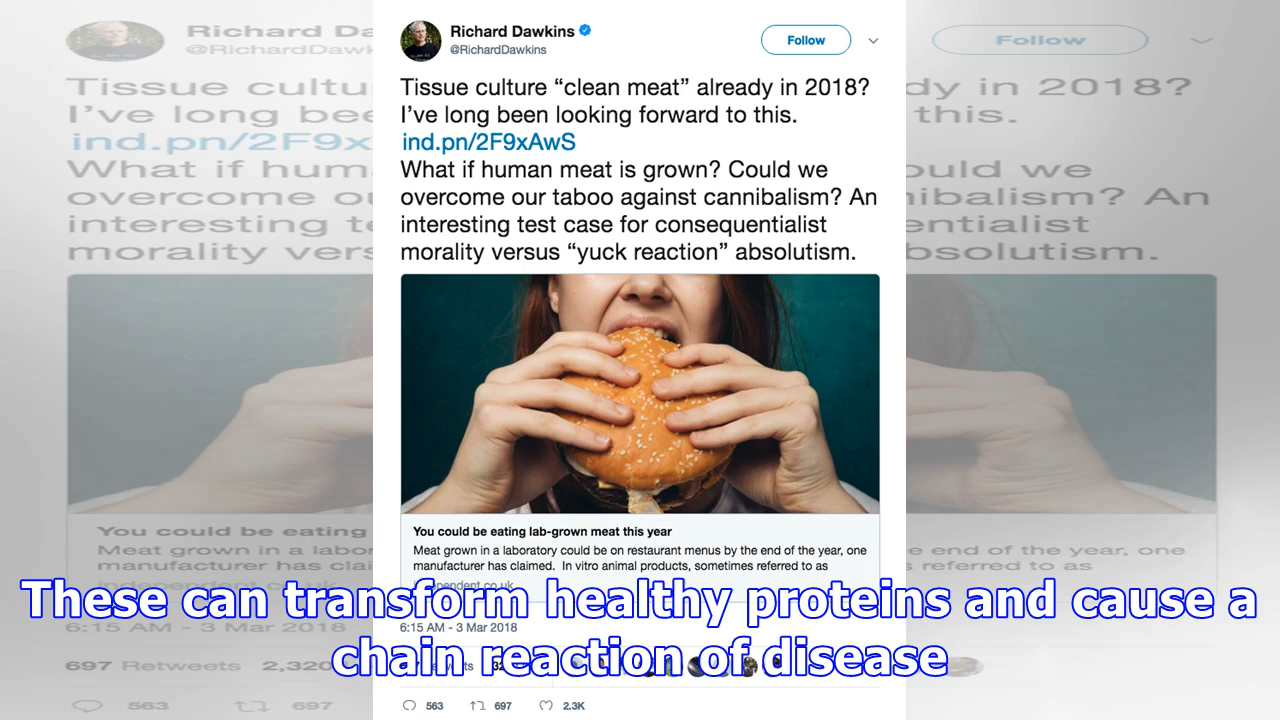 Richard Dawkins
@RichardDawkins
Follow
Tissue culture “clean meat” already in 2018?
I’ve long been looking forward to this.
ind.pn/2F9xAwS
What if human meat is grown? Could we
overcome our taboo against cannibalism? An
interesting test case for consequentialist
morality versus “yuck reaction” absolutism.
You could be eating lab-grown meat this year
Meat grown in a laboratory could be on restaurant menus by the end of the year, one
manufacturer has claimed. In vitro animal products, sometimes referred to as
independent.co.uk
These can transform healthy proteins and cause a
6:15 AM - 3 Mar 2018
chain reaction of disease
697 Retweets
563 697 2.3K